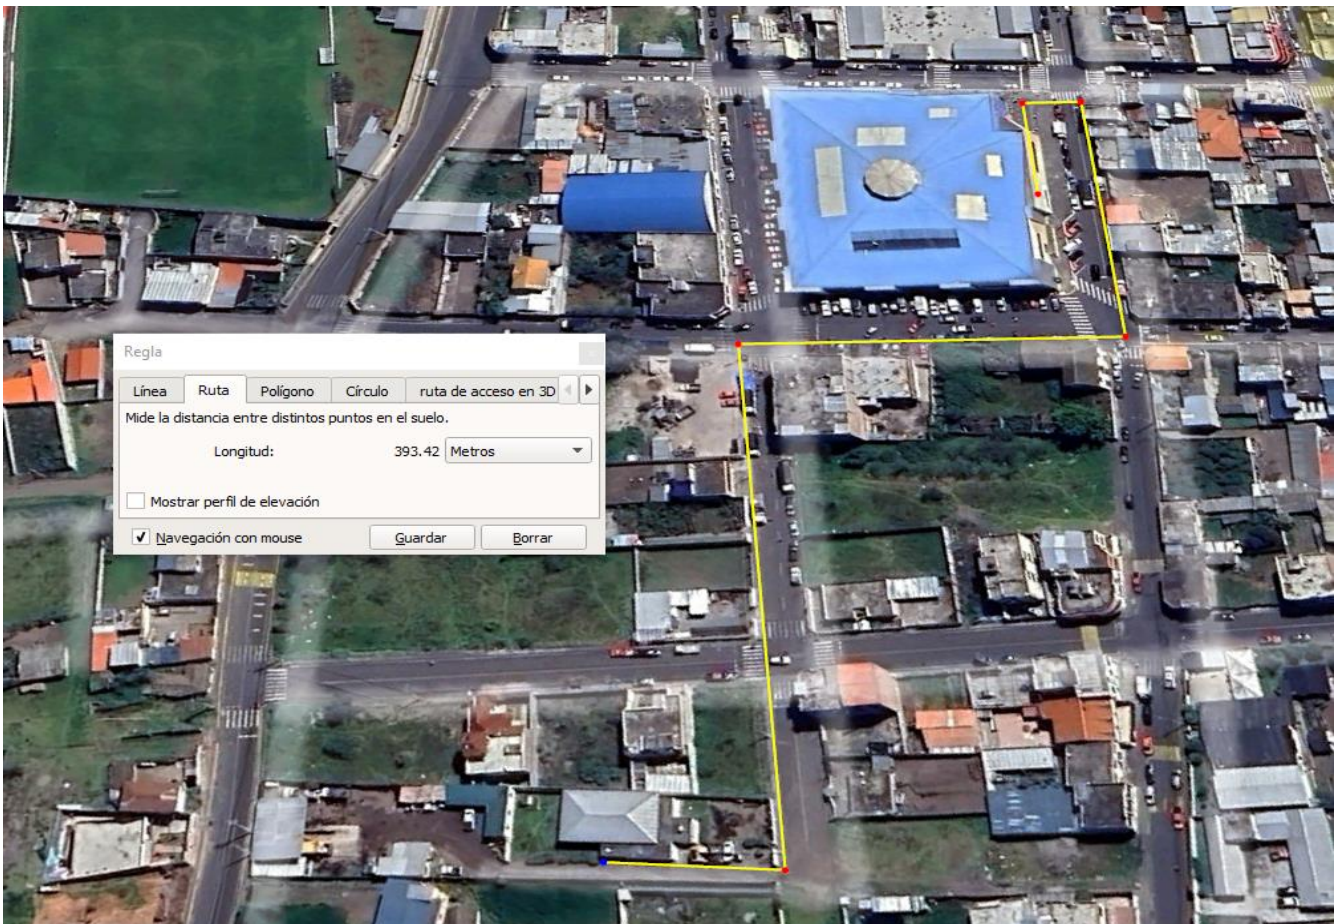 Regla
Línea Ruta Polígono Círculo ruta de acceso en 3D
Mide la distancia entre distintos puntos en el suelo.
Longitud: 393.42 Metros
Mostrar perfil de elevación
Navegación con mouse Guardar Borrar